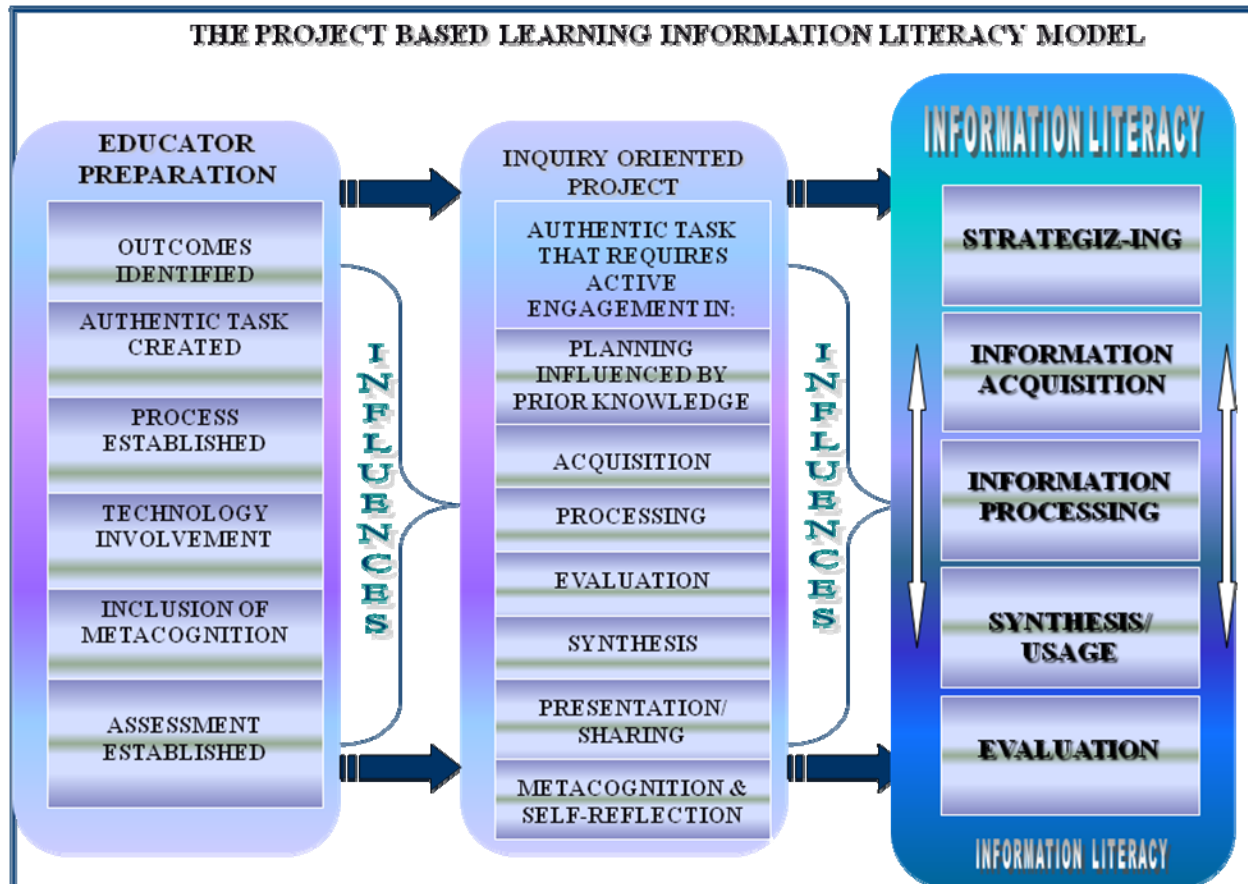 THE PROJECT BASED LEARNING INFORMATION LITERACY MODEL
EDUCATOR
PREPARATION
OUTCOMES
IDENTIFIED
AUTHENTIC TASK
CREATED
PROCESS
ESTABLISHED
TECHNOLOGY
INVOLVEMENT
INCLUSION OF
METACOGNITION
ASSESSMENT
ESTABLISHED
INFLUENCES
INQUIRY ORIENTED
PROJECT
AUTHENTIC TASK
THAT REQUIRES
ACTIVE
ENGAGEMENT IN:
PLANNING
INFLUENCED BY
PRIOR KNOWLEDGE
ACQUISITION
PROCESSING
EVALUATION
SYNTHESIS
PRESENTATION/
SHARING
METACOGNITION &
SELF-REFLECTION
INFLUENCES
INFORMATION LITERACY
STRATEGIZ-ING
INFORMATION
ACQUISITION
INFORMATION
PROCESSING
SYNTHESIS/
USAGE
EVALUATION
INFORMATION LITERACY